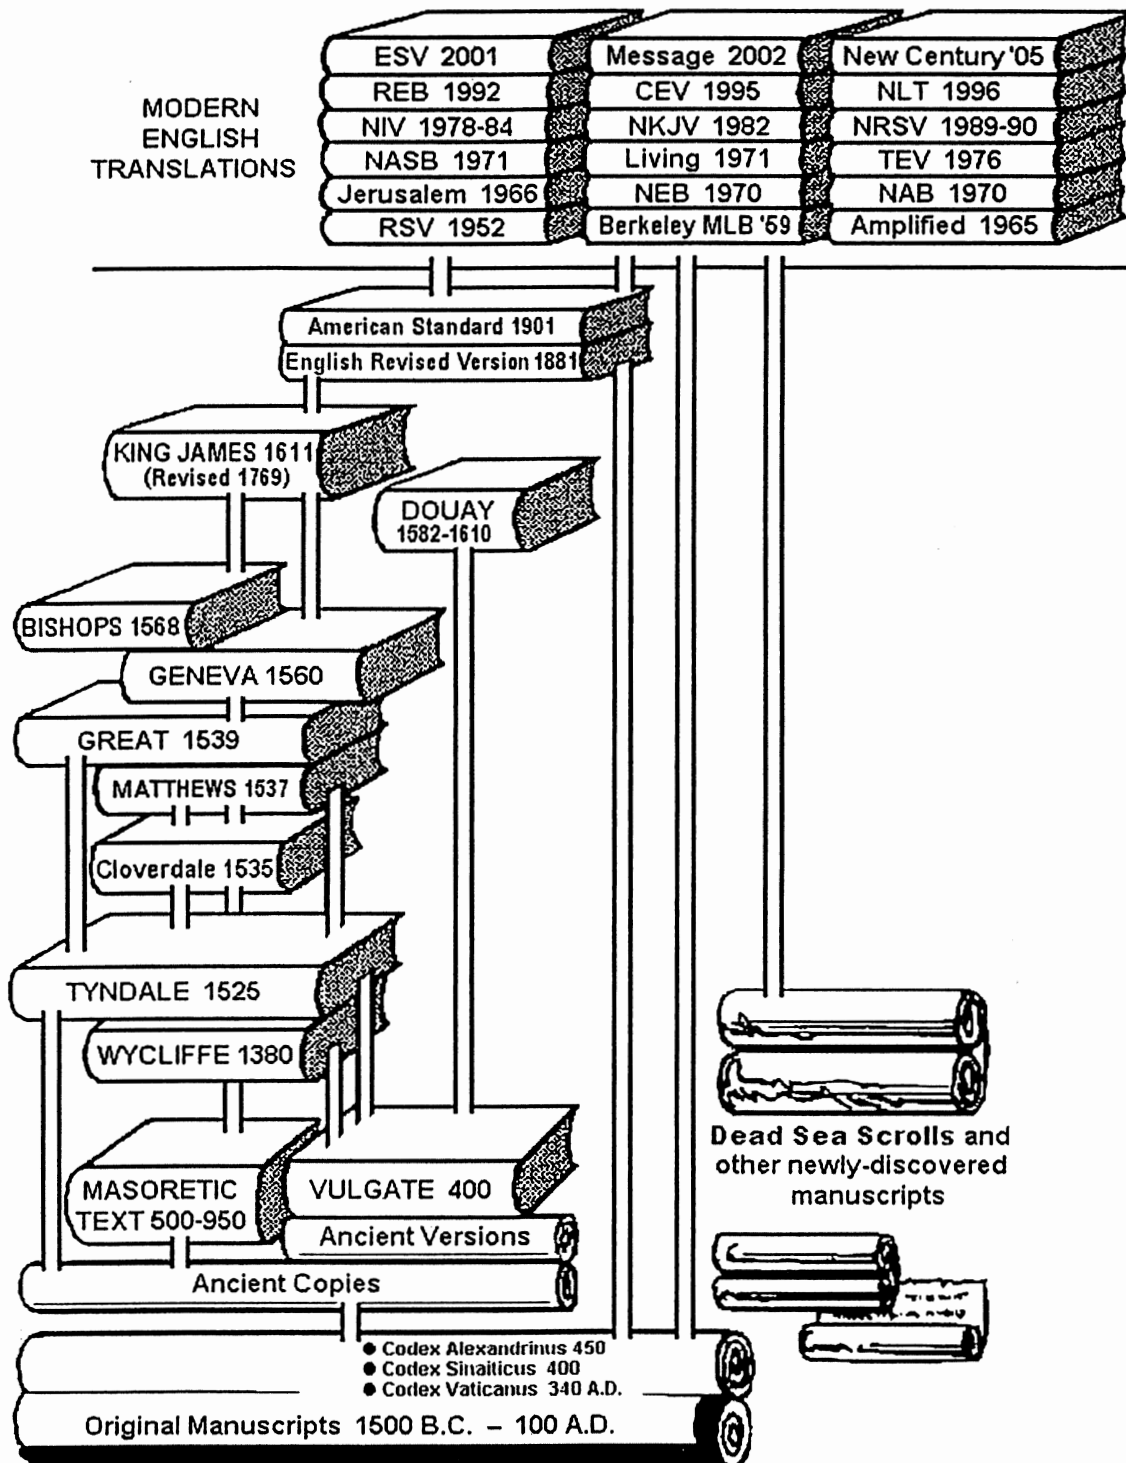 MODERN
ENGLISH
TRANSLATIONS
ESV 2001
Message 2002
New Century '05
REB 1992
CEV 1995
NLT 1996
NIV 1978-84
NKJV 1982
NRSV 1989-90
NASB 1971
Living 1971
TEV 1976
Jerusalem 1966
NEB 1970
NAB 1970
RSV 1952
Berkeley MLB '59
Amplified 1965
American Standard 1901
English Revised Version 1881
KING JAMES 1611
(Revised 1769)
DOUAY
1582-1610
BISHOPS 1568
GENEVA 1560
GREAT 1539
MATTHEWS 1537
Cloverdale 1535
TYNDALE 1525
WYCLIFFE 1380
MASORETIC
TEXT 500-950
VULGATE 400
Ancient Versions
Ancient Copies
Dead Sea Scrolls and
other newly-discovered
manuscripts
● Codex Alexandrinus 450
● Codex Sinaiticus 400
● Codex Vaticanus 340 A.D.
Original Manuscripts 1500 B.C. – 100 A.D.